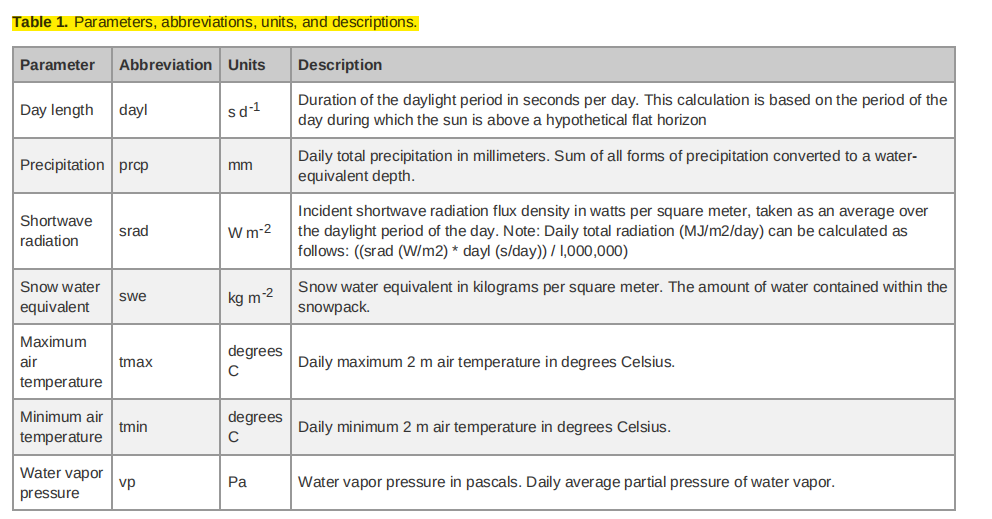 Table 1. Parameters, abbreviations, units, and descriptions.
Parameter Abbreviation Units Description
Day length dayl s d-1 Duration of the daylight period in seconds per day. This calculation is based on the period of the
day during which the sun is above a hypothetical flat horizon
Precipitation prcp mm Daily total precipitation in millimeters. Sum of all forms of precipitation converted to a water-
equivalent depth.
Shortwave
radiation srad W m-2 Incident shortwave radiation flux density in watts per square meter, taken as an average over
the daylight period of the day. Note: Daily total radiation (MJ/m2/day) can be calculated as
follows: ((srad (W/m2) * dayl (s/day)) / l,000,000)
Snow water
equivalent swe kg m-2 Snow water equivalent in kilograms per square meter. The amount of water contained within the
snowpack.
Maximum
air
temperature tmax degrees
C Daily maximum 2 m air temperature in degrees Celsius.
Minimum air
temperature tmin degrees
C Daily minimum 2 m air temperature in degrees Celsius.
Water vapor
pressure vp Pa Water vapor pressure in pascals. Daily average partial pressure of water vapor.